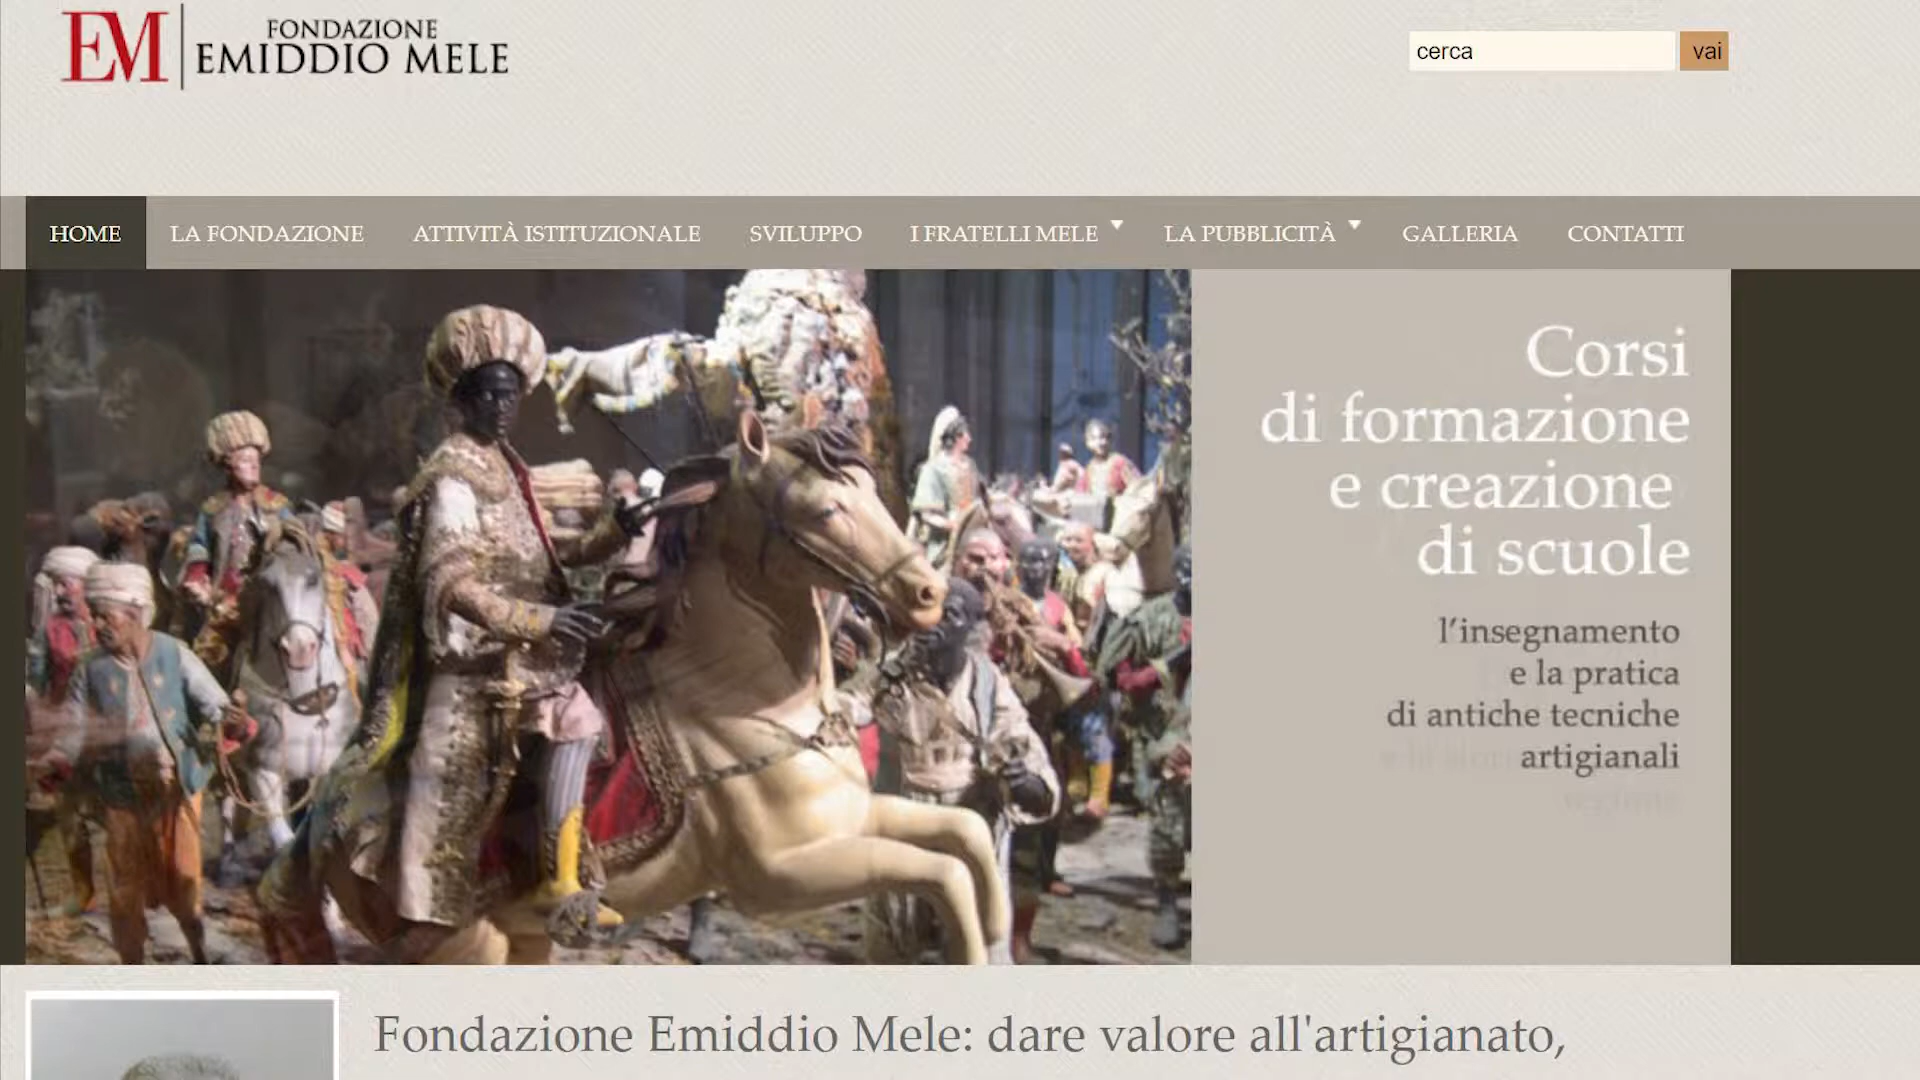 EM
FONDAZIONE
EMIDDIO MELE
cerca vai
HOME LA FONDAZIONE ATTIVITÀ ISTITUZIONALE SVILUPPO I FRATELLI MELE LA PUBBLICITÀ GALLERIA CONTATTI
Corsi
di formazione
e creazione
di scuole
l'insegnamento
e la pratica
di antiche tecniche
artigianali
Fondazione Emiddio Mele: dare valore all'artigianato,